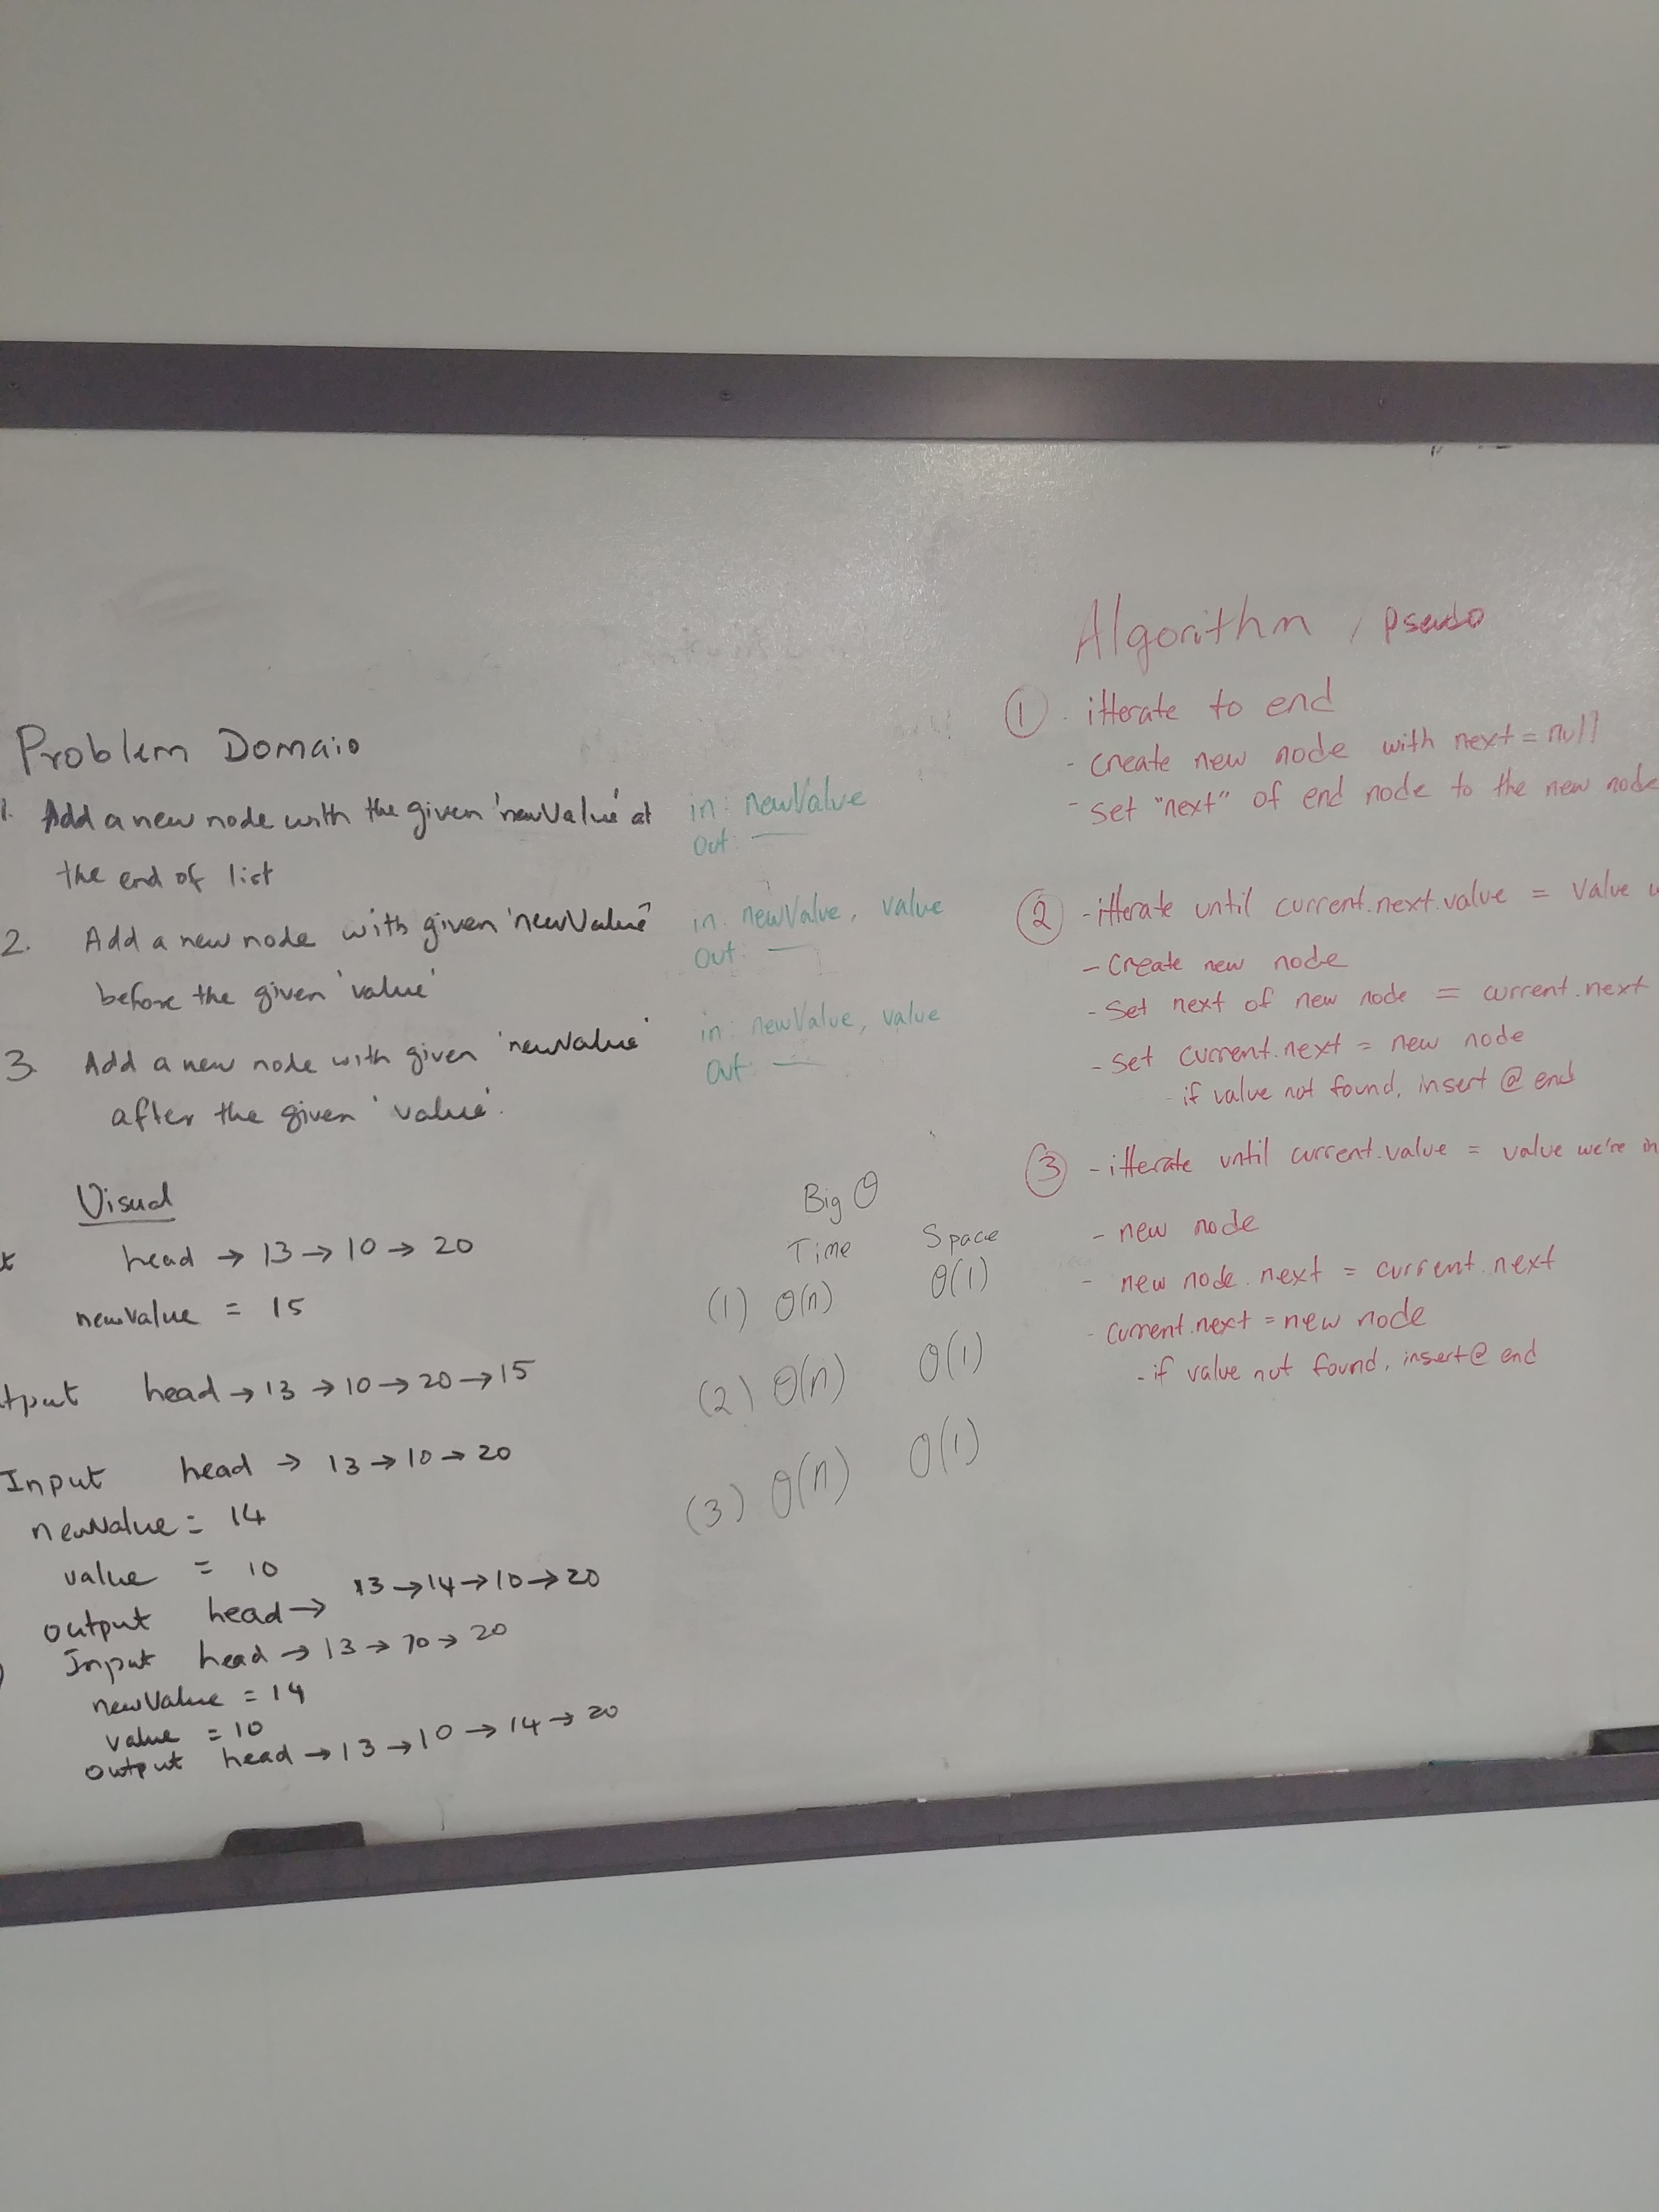 Problem Domain
1. Add a new node with the given 'newValue' at
the end of list
2. Add a new node with given 'newValue'
before the given 'value'
3. Add a new node with given 'newValue'
after the given 'value'.
in: newValue
Out: —
in: newValue, value
Out: —
in: newValue, value
Out: —
Visual
head → 13 → 10 → 20
newValue = 15
tput head → 13 → 10 → 20 → 15
Input head → 13 → 10 → 20
newValue = 14
value = 10
output head → 13 → 14 → 10 → 20
Input head → 13 → 10 → 20
newValue = 14
value = 10
output head → 13 → 10 → 14 → 20
Big O
Time Space
(1) O(n) O(1)
(2) O(n) O(1)
(3) O(n) O(1)
Algorithm / pseudo
① - itterate to end
- create new node with next = null
- set "next" of end node to the new node
② - itterate until current.next.value = value
- Create new node
- Set next of new node = current.next
- Set current.next = new node
- if value not found, insert @ end
③ - itterate until current.value = value we're in
- new node
- new node.next = current.next
- current.next = new node
- if value not found, insert @ end